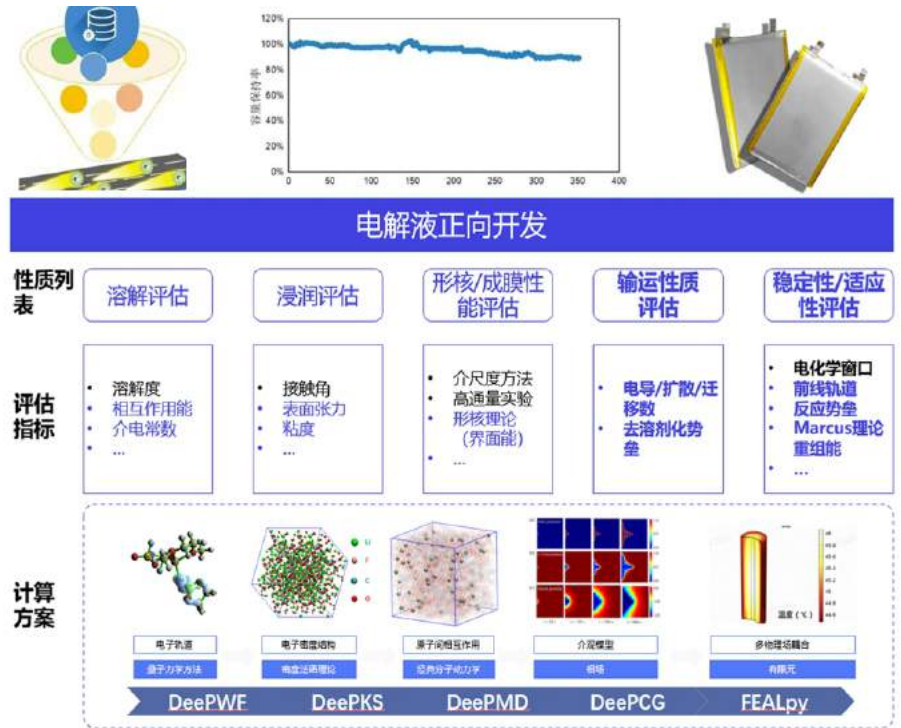 120%
100%
80%
60%
40%
20%
0%
容量保持率
0 50 100 150 200 250 300 350 400
电解液正向开发
性质列
表
溶解评估
浸润评估
形核/成膜性
能评估
输运性质
评估
稳定性/适应
性评估
评估
指标
• 溶解度
• 相互作用能
• 介电常数
• ...
• 接触角
• 表面张力
• 粘度
• ...
• 介尺度方法
• 高通量实验
• 形核理论
(界面能)
• ...
• 电导/扩散/迁
移数
• 去溶剂化势
垒
• 电化学窗口
• 前线轨道
• 反应势垒
• Marcus理论
重组能
• ...
计算
方案
Li
F
C
O
温度 (℃)
电子轨道
电子密度结构
原子间相互作用
介观模型
多物理场耦合
量子力学方法
密度泛函理论
经典分子动力学
相场
有限元
DeePWF
DeePKS
DeePMD
DeePCG
FEALpy